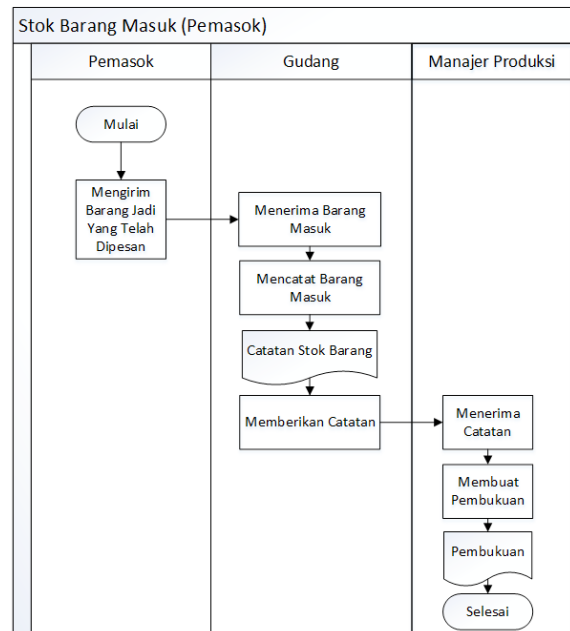 Stok Barang Masuk (Pemasok)
Pemasok
Gudang
Manajer Produksi
Mulai
Mengirim
Barang Jadi
Yang Telah
Dipesan
Menerima Barang
Masuk
Mencatat Barang
Masuk
Catatan Stok Barang
Memberikan Catatan
Menerima
Catatan
Membuat
Pembukuan
Pembukuan
Selesai